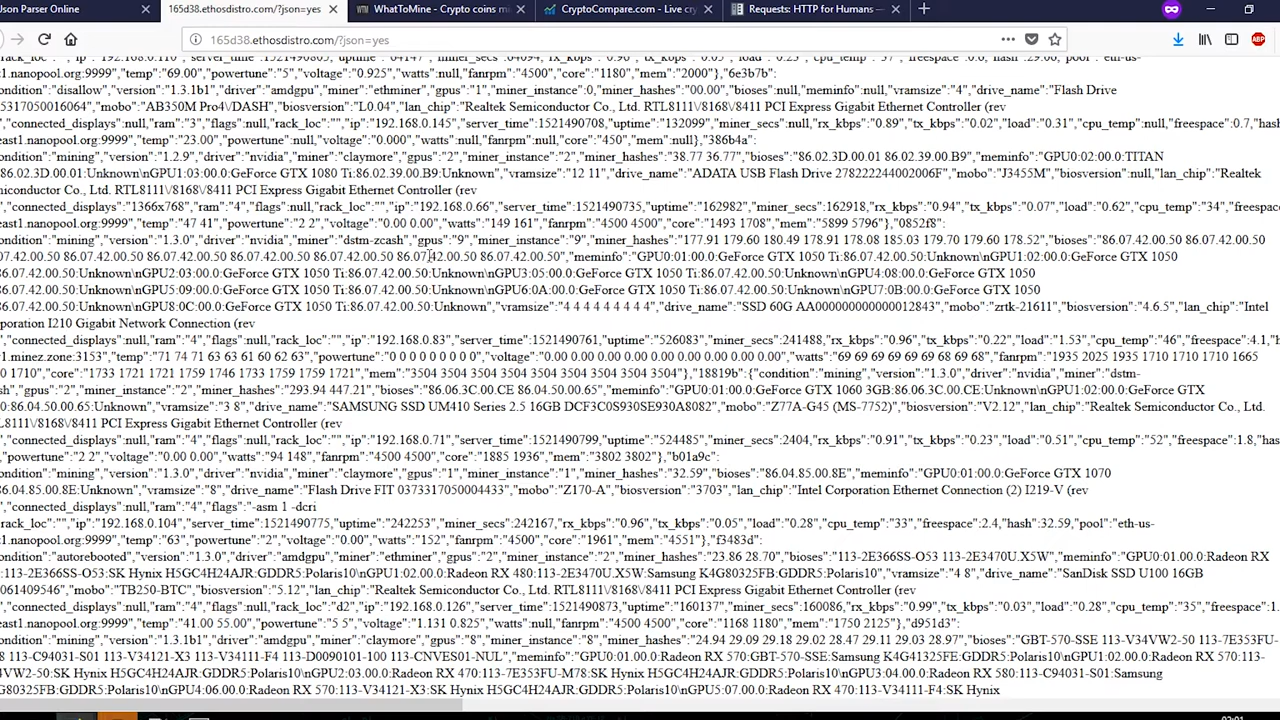 Json Parser Online
165d38.ethosdistro.com/?json=yes
WhatToMine - Crypto coins mi
CryptoCompare.com - Live cry
Requests: HTTP for Humans —
165d38.ethosdistro.com/?json=yes
rack_loc":"","ip":"192.168.0.110","server_time":1521490805,"uptime":"64147","miner_secs":64094,"rx_kbps":"0.96","tx_kbps":"0.05","load":"0.25","cpu_temp":"57","freespace":0.6,"hash":29.06,"pool":"eth-us-
t1.nanopool.org:9999","temp":"69.00","powertune":"5","voltage":"0.925","watts":null,"fanrpm":"4500","core":"1180","mem":"2000"},"6e3b7b":
ondition":"disallow","version":"1.3.1b1","driver":"amdgpu","miner":"ethminer","gpus":"1","miner_instance":0,"miner_hashes":"00.00","bioses":null,"meminfo":null,"vramsize":"4","drive_name":"Flash Drive
5317050016064","mobo":"AB350M Pro4\/DASH","biosversion":"L0.04","lan_chip":"Realtek Semiconductor Co., Ltd. RTL8111\/8168\/8411 PCI Express Gigabit Ethernet Controller (rev
,"connected_displays":null,"ram":"3","flags":null,"rack_loc":"","ip":"192.168.0.145","server_time":1521490708,"uptime":"132099","miner_secs":null,"rx_kbps":"0.89","tx_kbps":"0.02","load":"0.31","cpu_temp":null,"freespace":0.7,"hash
east1.nanopool.org:9999","temp":"23.00","powertune":null,"voltage":"0.000","watts":null,"fanrpm":null,"core":"450","mem":null},"386b4a":
ondition":"mining","version":"1.2.9","driver":"nvidia","miner":"claymore","gpus":"2","miner_instance":"2","miner_hashes":"38.77 36.77","bioses":"86.02.3D.00.01 86.02.39.00.B9","meminfo":"GPU0:02:00.0:TITAN
86.02.3D.00.01:Unknown\nGPU1:03:00.0:GeForce GTX 1080 Ti:86.02.39.00.B9:Unknown","vramsize":"12 11","drive_name":"ADATA USB Flash Drive 278222244002006F","mobo":"J3455M","biosversion":null,"lan_chip":"Realtek
niconductor Co., Ltd. RTL8111\/8168\/8411 PCI Express Gigabit Ethernet Controller (rev
,"connected_displays":"1366x768","ram":"4","flags":null,"rack_loc":"","ip":"192.168.0.66","server_time":1521490735,"uptime":"162982","miner_secs":162918,"rx_kbps":"0.94","tx_kbps":"0.07","load":"0.62","cpu_temp":"34","freespace
east1.nanopool.org:9999","temp":"47 41","powertune":"2 2","voltage":"0.00 0.00","watts":"149 161","fanrpm":"4500 4500","core":"1493 1708","mem":"5899 5796"},"0852f8":
ondition":"mining","version":"1.3.0","driver":"nvidia","miner":"dstm-zcash","gpus":"9","miner_instance":"9","miner_hashes":"177.91 179.60 180.49 178.91 178.08 185.03 179.70 179.60 178.52","bioses":"86.07.42.00.50 86.07.42.00.50
.07.42.00.50 86.07.42.00.50 86.07.42.00.50 86.07.42.00.50 86.07.42.00.50 86.07.42.00.50","meminfo":"GPU0:01:00.0:GeForce GTX 1050 Ti:86.07.42.00.50:Unknown\nGPU1:02:00.0:GeForce GTX 1050
86.07.42.00.50:Unknown\nGPU2:03:00.0:GeForce GTX 1050 Ti:86.07.42.00.50:Unknown\nGPU3:05:00.0:GeForce GTX 1050 Ti:86.07.42.00.50:Unknown\nGPU4:08:00.0:GeForce GTX 1050
86.07.42.00.50:Unknown\nGPU5:09:00.0:GeForce GTX 1050 Ti:86.07.42.00.50:Unknown\nGPU6:0A:00.0:GeForce GTX 1050 Ti:86.07.42.00.50:Unknown\nGPU7:0B:00.0:GeForce GTX 1050
86.07.42.00.50:Unknown\nGPU8:0C:00.0:GeForce GTX 1050 Ti:86.07.42.00.50:Unknown","vramsize":"4 4 4 4 4 4 4 4 4","drive_name":"SSD 60G AA000000000000012843","mobo":"zrtk-21611","biosversion":"4.6.5","lan_chip":"Intel
rporation I210 Gigabit Network Connection (rev
,"connected_displays":null,"ram":"4","flags":null,"rack_loc":"","ip":"192.168.0.83","server_time":1521490761,"uptime":"526083","miner_secs":241488,"rx_kbps":"0.96","tx_kbps":"0.22","load":"1.53","cpu_temp":"46","freespace":4.1,"h
1.minez.zone:3153","temp":"71 74 71 63 63 61 60 62 63","powertune":"0 0 0 0 0 0 0 0","voltage":"0.00 0.00 0.00 0.00 0.00 0.00 0.00 0.00 0.00","watts":"69 69 69 69 69 69 68 69 68","fanrpm":"1935 2025 1935 1710 1710 1710 1665
0 1710","core":"1733 1721 1721 1759 1746 1733 1759 1759 1721","mem":"3504 3504 3504 3504 3504 3504 3504 3504 3504"},"18819b":{"condition":"mining","version":"1.3.0","driver":"nvidia","miner":"dstm-
sh","gpus":"2","miner_instance":"2","miner_hashes":"293.94 447.21","bioses":"86.06.3C.00.CE 86.04.50.00.65","meminfo":"GPU0:01:00.0:GeForce GTX 1060 3GB:86.06.3C.00.CE:Unknown\nGPU1:02:00.0:GeForce GTX
0:86.04.50.00.65:Unknown","vramsize":"3 8","drive_name":"SAMSUNG SSD UM410 Series 2.5 16GB DCF3C0S930SE930A8082","mobo":"Z77A-G45 (MS-7752)","biosversion":"V2.12","lan_chip":"Realtek Semiconductor Co., Ltd.
L8111\/8168\/8411 PCI Express Gigabit Ethernet Controller (rev
,"connected_displays":null,"ram":"4","flags":null,"rack_loc":"","ip":"192.168.0.71","server_time":1521490799,"uptime":"524485","miner_secs":2404,"rx_kbps":"0.91","tx_kbps":"0.23","load":"0.51","cpu_temp":"52","freespace":1.8,"has
,"powertune":"2 2","voltage":"0.00 0.00","watts":"94 148","fanrpm":"4500 4500","core":"1885 1936","mem":"3802 3802"},"b01a9c":
ondition":"mining","version":"1.3.0","driver":"nvidia","miner":"claymore","gpus":"1","miner_instance":"1","miner_hashes":"32.59","bioses":"86.04.85.00.8E","meminfo":"GPU0:01:00.0:GeForce GTX 1070
86.04.85.00.8E:Unknown","vramsize":"8","drive_name":"Flash Drive FIT 0373317050004433","mobo":"Z170-A","biosversion":"3703","lan_chip":"Intel Corporation Ethernet Connection (2) I219-V (rev
,"connected_displays":null,"ram":"4","flags":"-asm 1 -dcri
rack_loc":"","ip":"192.168.0.104","server_time":1521490775,"uptime":"242253","miner_secs":242167,"rx_kbps":"0.96","tx_kbps":"0.05","load":"0.28","cpu_temp":"33","freespace":2.4,"hash":32.59,"pool":"eth-us-
t1.nanopool.org:9999","temp":"63","powertune":"2","voltage":"0.00","watts":"152","fanrpm":"4500","core":"1961","mem":"4551"},"f3483d":
ondition":"autorebooted","version":"1.3.0","driver":"amdgpu","miner":"ethminer","gpus":"2","miner_instance":"2","miner_hashes":"23.86 28.70","bioses":"113-2E366SS-O53 113-2E3470U.X5W","meminfo":"GPU0:01:00.0:Radeon RX
:113-2E366SS-O53:SK Hynix H5GC4H24AJR:GDDR5:Polaris10\nGPU1:02:00.0:Radeon RX 480:113-2E3470U.X5W:Samsung K4G80325FB:GDDR5:Polaris10","vramsize":"4 8","drive_name":"SanDisk SSD U100 16GB
061409546","mobo":"TB250-BTC","biosversion":"5.12","lan_chip":"Realtek Semiconductor Co., Ltd. RTL8111\/8168\/8411 PCI Express Gigabit Ethernet Controller (rev
,"connected_displays":null,"ram":"4","flags":null,"rack_loc":"d2","ip":"192.168.0.126","server_time":1521490873,"uptime":"160137","miner_secs":160086,"rx_kbps":"0.99","tx_kbps":"0.03","load":"0.28","cpu_temp":"35","freespace":1.
east1.nanopool.org:9999","temp":"41.00 55.00","powertune":"5 5","voltage":"1.131 0.825","watts":null,"fanrpm":"4500 4500","core":"1168 1180","mem":"1750 2125"},"d951d3":
ondition":"mining","version":"1.3.1b1","driver":"amdgpu","miner":"claymore","gpus":"8","miner_instance":"8","miner_hashes":"24.94 29.09 29.18 29.02 28.47 29.11 29.03 28.97","bioses":"GBT-570-SSE 113-V34VW2-50 113-7E353FU-
8 113-C94031-S01 113-V34121-X3 113-V34111-F4 113-D0090101-100 113-CNVES01-NUL","meminfo":"GPU0:01:00.0:Radeon RX 570:GBT-570-SSE:Samsung K4G41325FE:GDDR5:Polaris10\nGPU1:02:00.0:Radeon RX 570:113-
4VW2-50:SK Hynix H5GC4H24AJR:GDDR5:Polaris10\nGPU2:03:00.0:Radeon RX 470:113-7E353FU-M78:SK Hynix H5GC4H24AJR:GDDR5:Polaris10\nGPU3:04:00.0:Radeon RX 580:113-C94031-S01:Samsung
G80325FB:GDDR5:Polaris10\nGPU4:06:00.0:Radeon RX 570:113-V34121-X3:SK Hynix H5GC4H24AJR:GDDR5:Polaris10\nGPU5:07:00.0:Radeon RX 470:113-V34111-F4:SK Hynix